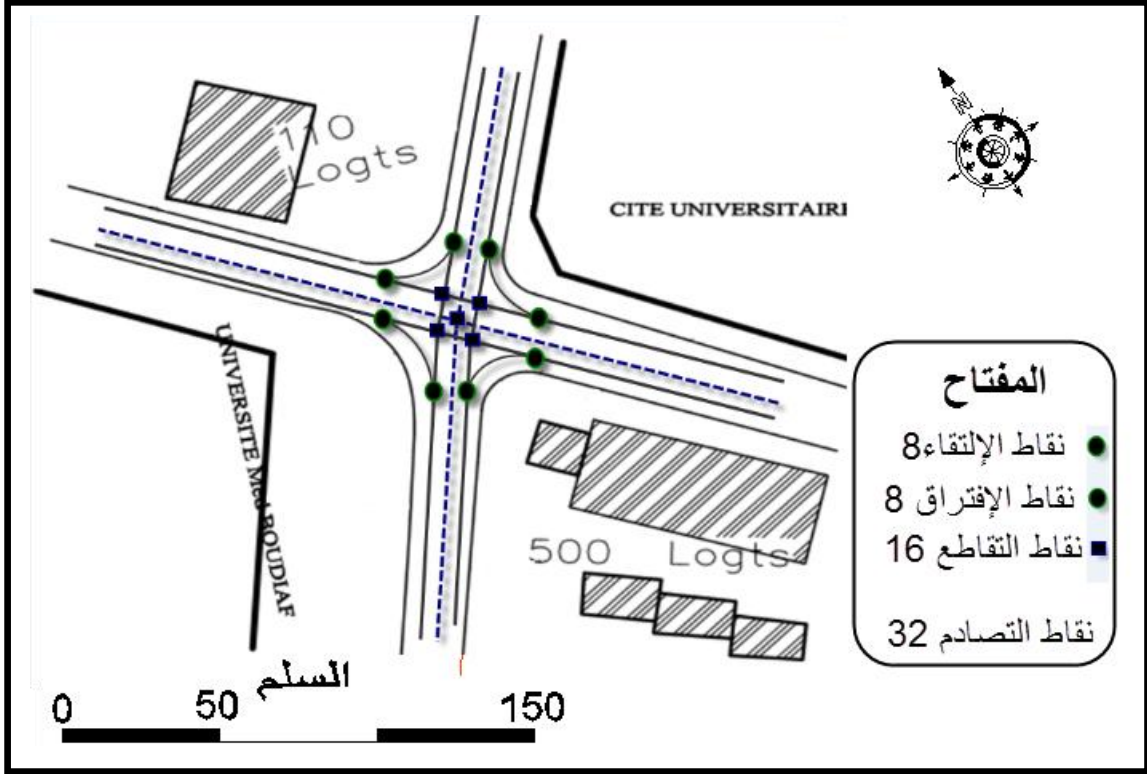 110
Logts
N
CITE UNIVERSITAIRE
UNIVERSITE Med BOUDIAF
500 Logts
المفتاح
نقاط الإلتقاء8
نقاط الإفتراق 8
نقاط التقاطع 16
نقاط التصادم 32
السلم
0 50 150